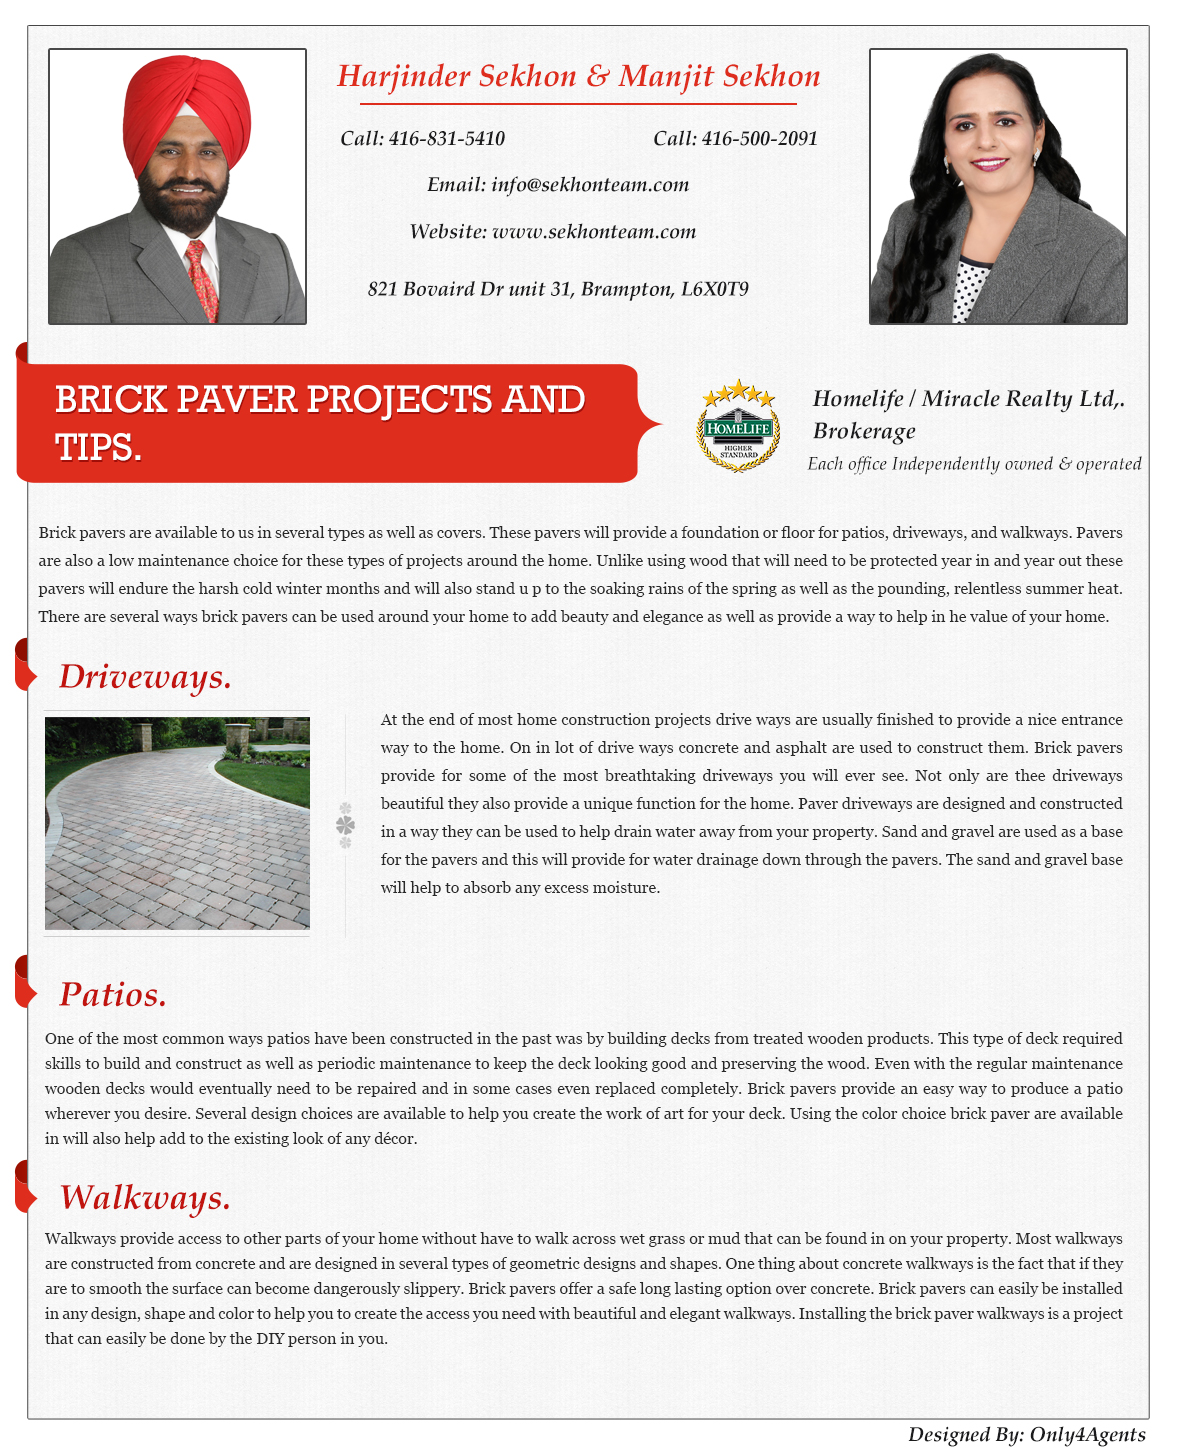 Harjinder Sekhon & Manjit Sekhon
Call: 416-831-5410
Call: 416-500-2091
Email: info@sekhonteam.com
Website: www.sekhonteam.com
821 Bovaird Dr unit 31, Brampton, L6X0T9
BRICK PAVER PROJECTS AND
TIPS.
HOMELIFE
HIGHER
STANDARD
Homelife / Miracle Realty Ltd,.
Brokerage
Each office Independently owned & operated
Brick pavers are available to us in several types as well as covers. These pavers will provide a foundation or floor for patios, driveways, and walkways. Pavers
are also a low maintenance choice for these types of projects around the home. Unlike using wood that will need to be protected year in and year out these
pavers will endure the harsh cold winter months and will also stand u p to the soaking rains of the spring as well as the pounding, relentless summer heat.
There are several ways brick pavers can be used around your home to add beauty and elegance as well as provide a way to help in he value of your home.
Driveways.
At the end of most home construction projects drive ways are usually finished to provide a nice entrance
way to the home. On in lot of drive ways concrete and asphalt are used to construct them. Brick pavers
provide for some of the most breathtaking driveways you will ever see. Not only are thee driveways
beautiful they also provide a unique function for the home. Paver driveways are designed and constructed
in a way they can be used to help drain water away from your property. Sand and gravel are used as a base
for the pavers and this will provide for water drainage down through the pavers. The sand and gravel base
will help to absorb any excess moisture.
Patios.
One of the most common ways patios have been constructed in the past was by building decks from treated wooden products. This type of deck required
skills to build and construct as well as periodic maintenance to keep the deck looking good and preserving the wood. Even with the regular maintenance
wooden decks would eventually need to be repaired and in some cases even replaced completely. Brick pavers provide an easy way to produce a patio
wherever you desire. Several design choices are available to help you create the work of art for your deck. Using the color choice brick paver are available
in will also help add to the existing look of any décor.
Walkways.
Walkways provide access to other parts of your home without have to walk across wet grass or mud that can be found in on your property. Most walkways
are constructed from concrete and are designed in several types of geometric designs and shapes. One thing about concrete walkways is the fact that if they
are to smooth the surface can become dangerously slippery. Brick pavers offer a safe long lasting option over concrete. Brick pavers can easily be installed
in any design, shape and color to help you to create the access you need with beautiful and elegant walkways. Installing the brick paver walkways is a project
that can easily be done by the DIY person in you.
Designed By: Only4Agents